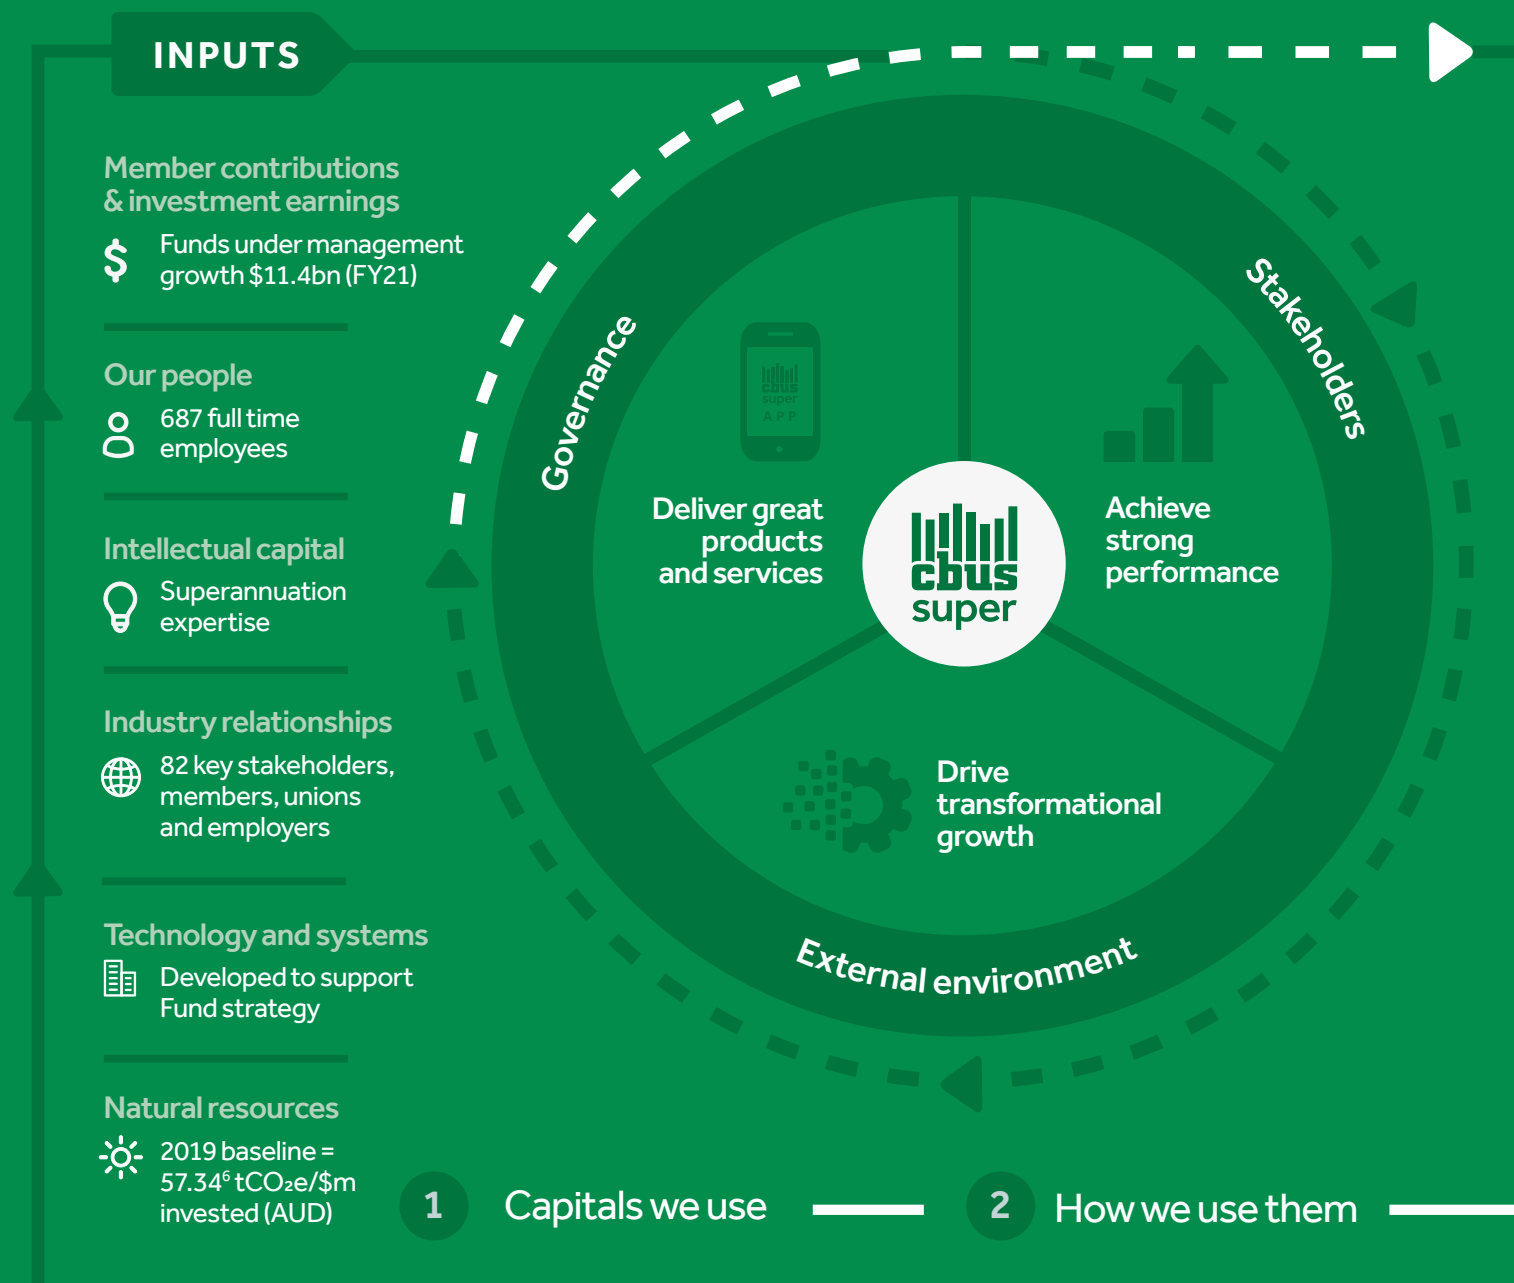 INPUTS
Member contributions
& investment earnings
Funds under management
growth $11.4bn (FY21)
Our people
687 full time
employees
Intellectual capital
Superannuation
expertise
Industry relationships
82 key stakeholders,
members, unions
and employers
Technology and systems
Developed to support
Fund strategy
Natural resources
2019 baseline =
57.34⁶ tCO₂e/$m
invested (AUD)
Governance
Stakeholders
External environment
cbus
super
APP
Deliver great
products
and services
cbus
super
Achieve
strong
performance
Drive
transformational
growth
1 Capitals we use
2 How we use them